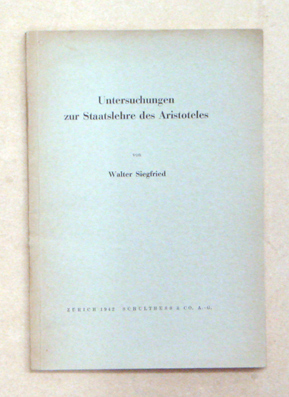 Untersuchungen
zur Staatslehre des Aristoteles
von
Walter Siegfried
ZÜRICH 1942 SCHULTHESS & CO. A.-G.